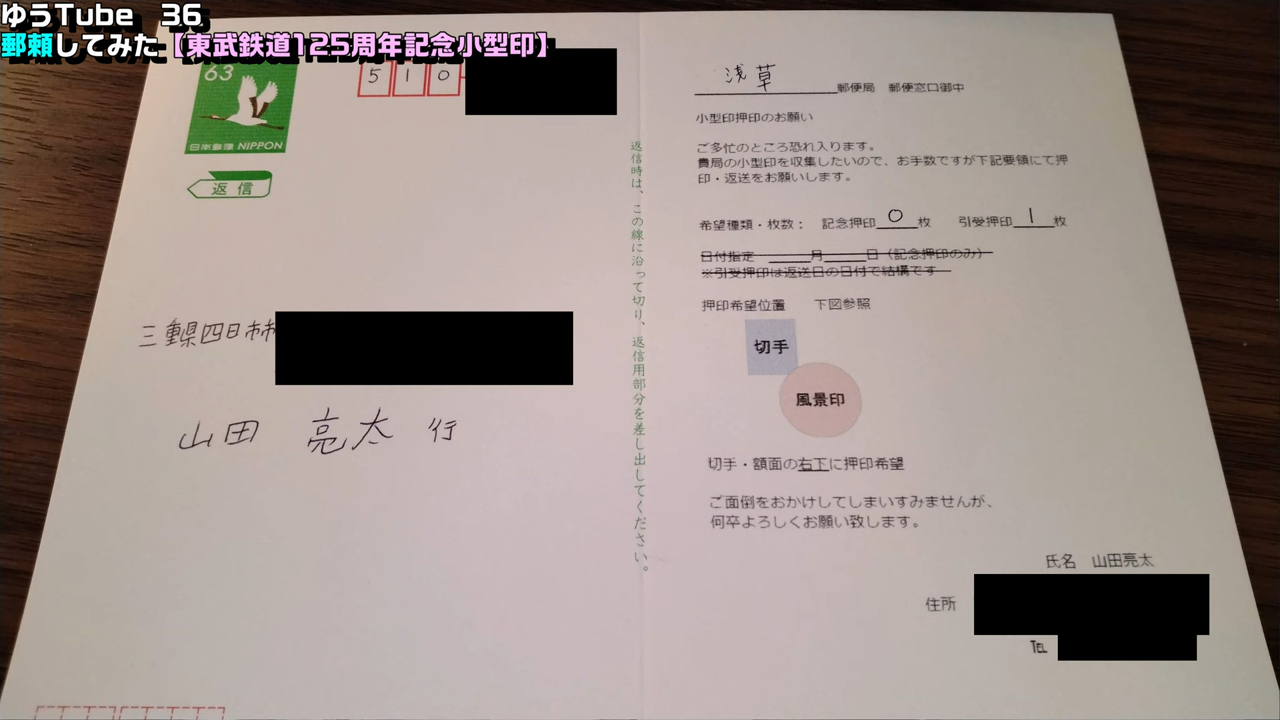 ゆうTube 36
郵頼してみた【東武鉄道125周年記念小型印】
63
日本郵便 NIPPON
返信
510
三重県四日市市
山田 亮太 行
返信時は、この線に沿って切り、返信用部分を差し出してください。
浅草郵便局 郵便窓口御中
小型印押印のお願い
ご多忙のところ恐れ入ります。
貴局の小型印を収集したいので、お手数ですが下記要領にて押
印・返送をお願いします。
希望種類・枚数： 記念押印 0 枚 引受押印 1 枚
日付指定 ＿＿＿月＿＿＿日（記念押印のみ）
※引受押印は返送日の日付で結構です
押印希望位置 下図参照
切手
風景印
切手・額面の右下に押印希望
ご面倒をおかけしてしまいすみませんが、
何卒よろしくお願い致します。
氏名 山田亮太
住所
℡